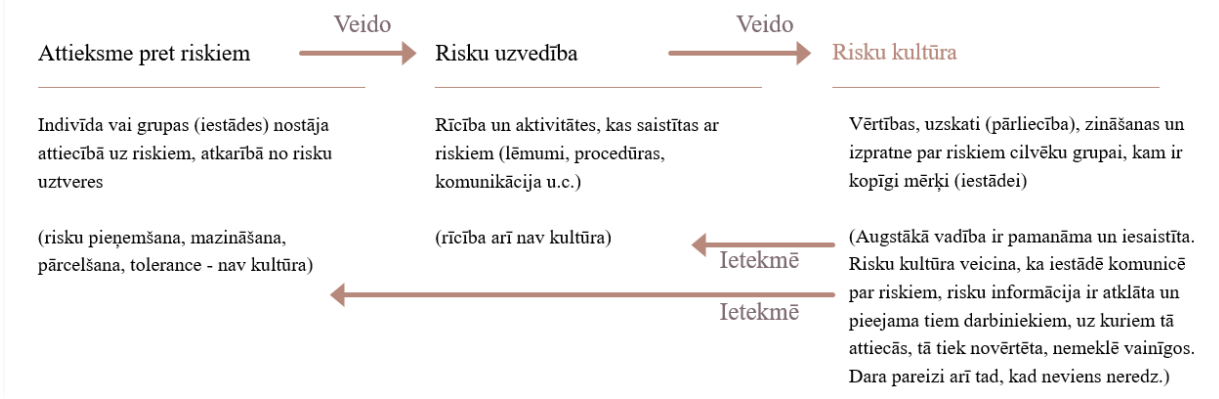 Veido
Veido
Attieksme pret riskiem
Risku uzvedība
Risku kultūra
Indivīda vai grupas (iestādes) nostāja
attiecībā uz riskiem, atkarībā no risku
uztveres
(risku pieņemšana, mazināšana,
pārcelšana, tolerance - nav kultūra)
Rīcība un aktivitātes, kas saistītas ar
riskiem (lēmumi, procedūras,
komunikācija u.c.)
(rīcība arī nav kultūra)
Vērtības, uzskati (pārliecība), zināšanas un
izpratne par riskiem cilvēku grupai, kam ir
kopīgi mērķi (iestādei)
(Augstākā vadība ir pamanāma un iesaistīta.
Risku kultūra veicina, ka iestādē komunicē
par riskiem, risku informācija ir atklāta un
pieejama tiem darbiniekiem, uz kuriem tā
attiecās, tā tiek novērtēta, nemeklē vainīgos.
Dara pareizi arī tad, kad neviens neredz.)
Ietekmē
Ietekmē